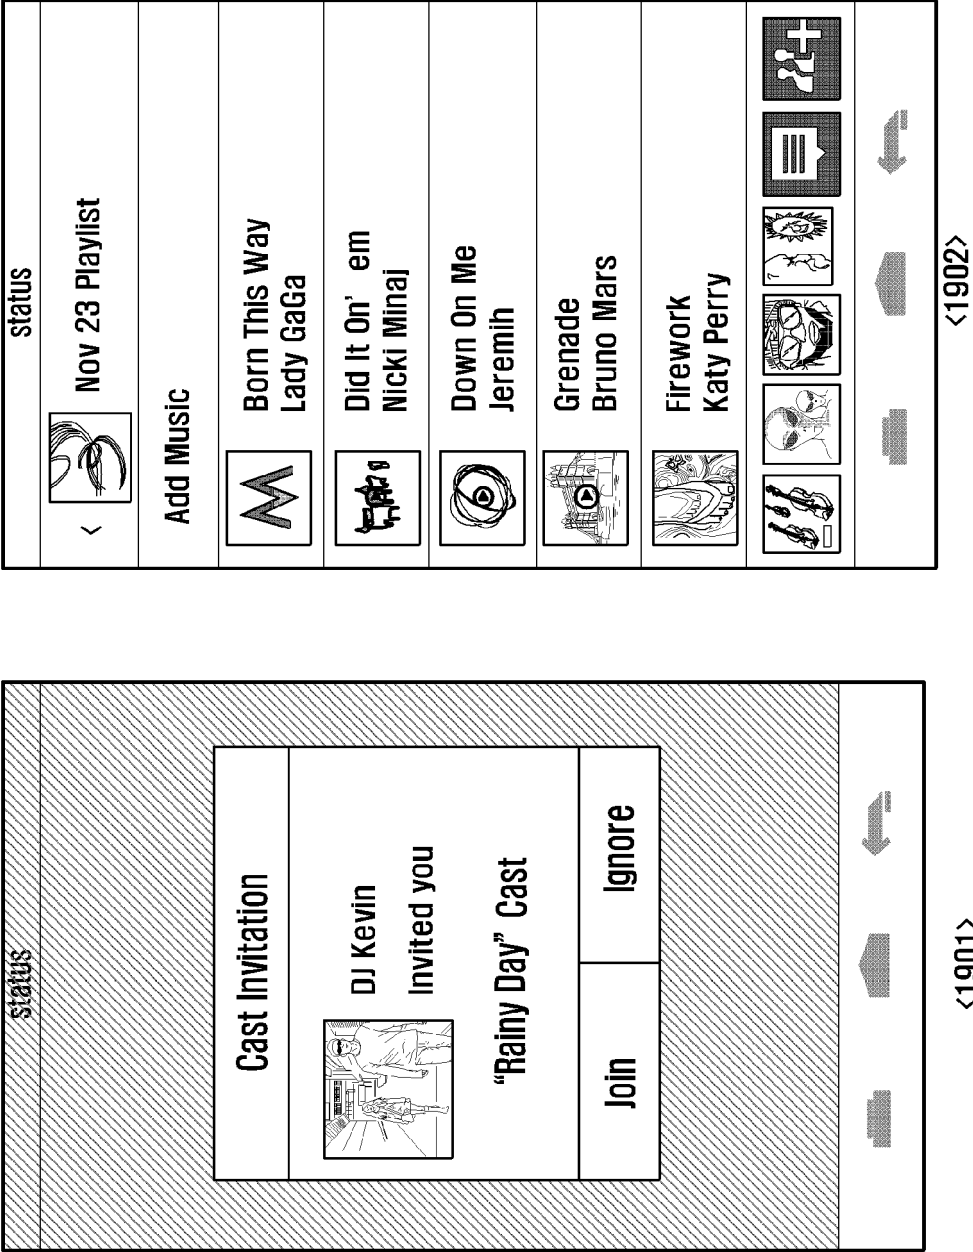 status
Cast Invitation
DJ Kevin
Invited you
“Rainy Day” Cast
Join
Ignore
<1901>
status
< Nov 23 Playlist
Add Music
Born This Way
Lady GaGa
Did It On' em
Nicki Minaj
Down On Me
Jeremih
Grenade
Bruno Mars
Firework
Katy Perry
<1902>